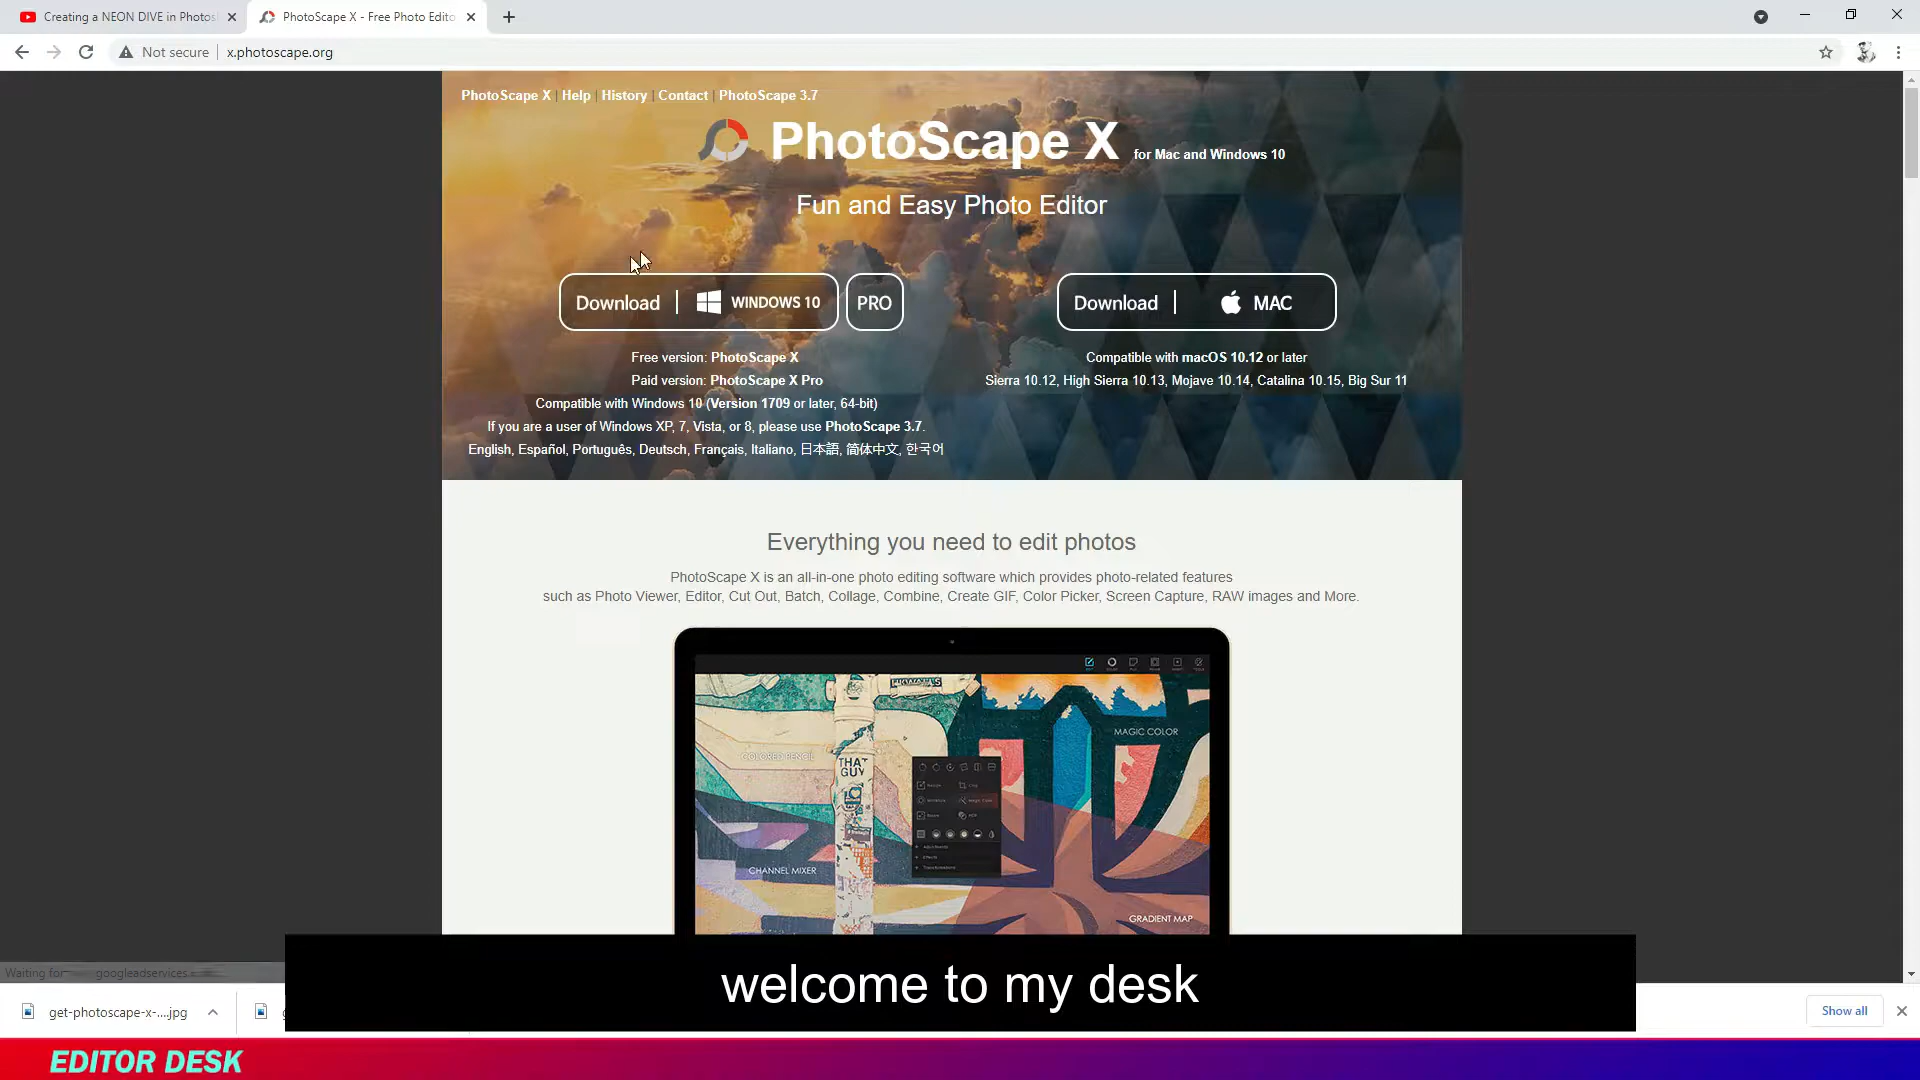 Creating a NEON DIVE in Photos
PhotoScape X - Free Photo Edito
Not secure
x.photoscape.org
PhotoScape X | Help | History | Contact | PhotoScape 3.7
PhotoScape X for Mac and Windows 10
Fun and Easy Photo Editor
Download | WINDOWS 10
PRO
Download | MAC
Free version: PhotoScape X
Paid version: PhotoScape X Pro
Compatible with Windows 10 (Version 1709 or later, 64-bit)
If you are a user of Windows XP, 7, Vista, or 8, please use PhotoScape 3.7.
English, Español, Português, Deutsch, Français, Italiano, 日本語, 简体中文, 한국어
Compatible with macOS 10.12 or later
Sierra 10.12, High Sierra 10.13, Mojave 10.14, Catalina 10.15, Big Sur 11
Everything you need to edit photos
PhotoScape X is an all-in-one photo editing software which provides photo-related features
such as Photo Viewer, Editor, Cut Out, Batch, Collage, Combine, Create GIF, Color Picker, Screen Capture, RAW images and More.
MAGIC COLOR
COLORED PENCIL
THAT
GUY
CHANNEL MIXER
GRADIENT MAP
Waiting for googleadservices
welcome to my desk
get-photoscape-x-....jpg
Show all
EDITOR DESK